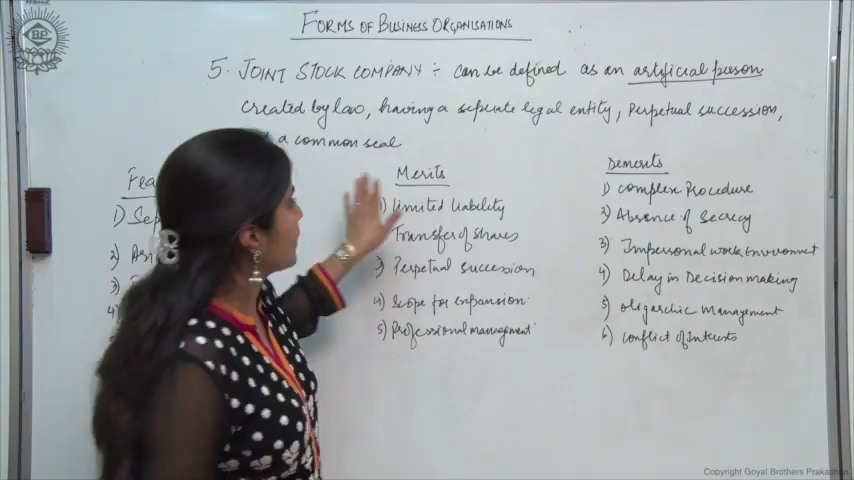 FORMS OF BUSINESS ORGANISATIONS
5. JOINT STOCK COMPANY ÷ can be defined as an artificial person
created by law, having a seperate legal entity, Perpetual succession,
a common seal
Fea
1) Sep
2)
3)
4)
Merits
1) limited liability
Transfer of shares
3) Perpetual succession
4) Scope for expansion
5) Professional management
Demerits
1) complex Procedure
2) Absence of Secrecy
3) Impersonal work Environment
4) Delay in Decision making
5) oligarchic management
6) conflict of Interests
BP
Copyright Goyal Brothers Prakashan